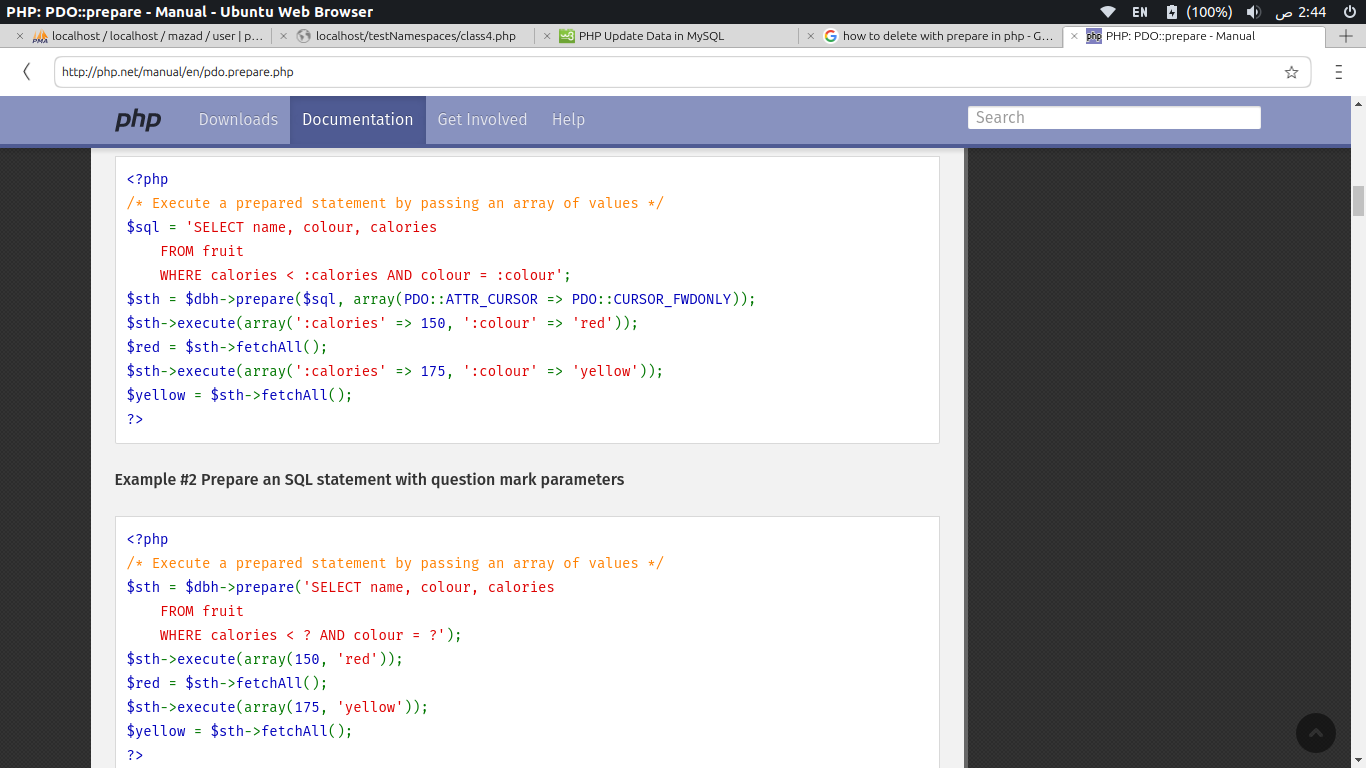 PHP: PDO::prepare - Manual - Ubuntu Web Browser
EN (100%) 2:44 ص
localhost / localhost / mazad / user | p...
localhost/testNamespaces/class4.php
PHP Update Data in MySQL
how to delete with prepare in php - G...
PHP: PDO::prepare - Manual
http://php.net/manual/en/pdo.prepare.php
php Downloads Documentation Get Involved Help Search
<?php
/* Execute a prepared statement by passing an array of values */
$sql = 'SELECT name, colour, calories
    FROM fruit
    WHERE calories < :calories AND colour = :colour';
$sth = $dbh->prepare($sql, array(PDO::ATTR_CURSOR => PDO::CURSOR_FWDONLY));
$sth->execute(array(':calories' => 150, ':colour' => 'red'));
$red = $sth->fetchAll();
$sth->execute(array(':calories' => 175, ':colour' => 'yellow'));
$yellow = $sth->fetchAll();
?>
Example #2 Prepare an SQL statement with question mark parameters
<?php
/* Execute a prepared statement by passing an array of values */
$sth = $dbh->prepare('SELECT name, colour, calories
    FROM fruit
    WHERE calories < ? AND colour = ?');
$sth->execute(array(150, 'red'));
$red = $sth->fetchAll();
$sth->execute(array(175, 'yellow'));
$yellow = $sth->fetchAll();
?>